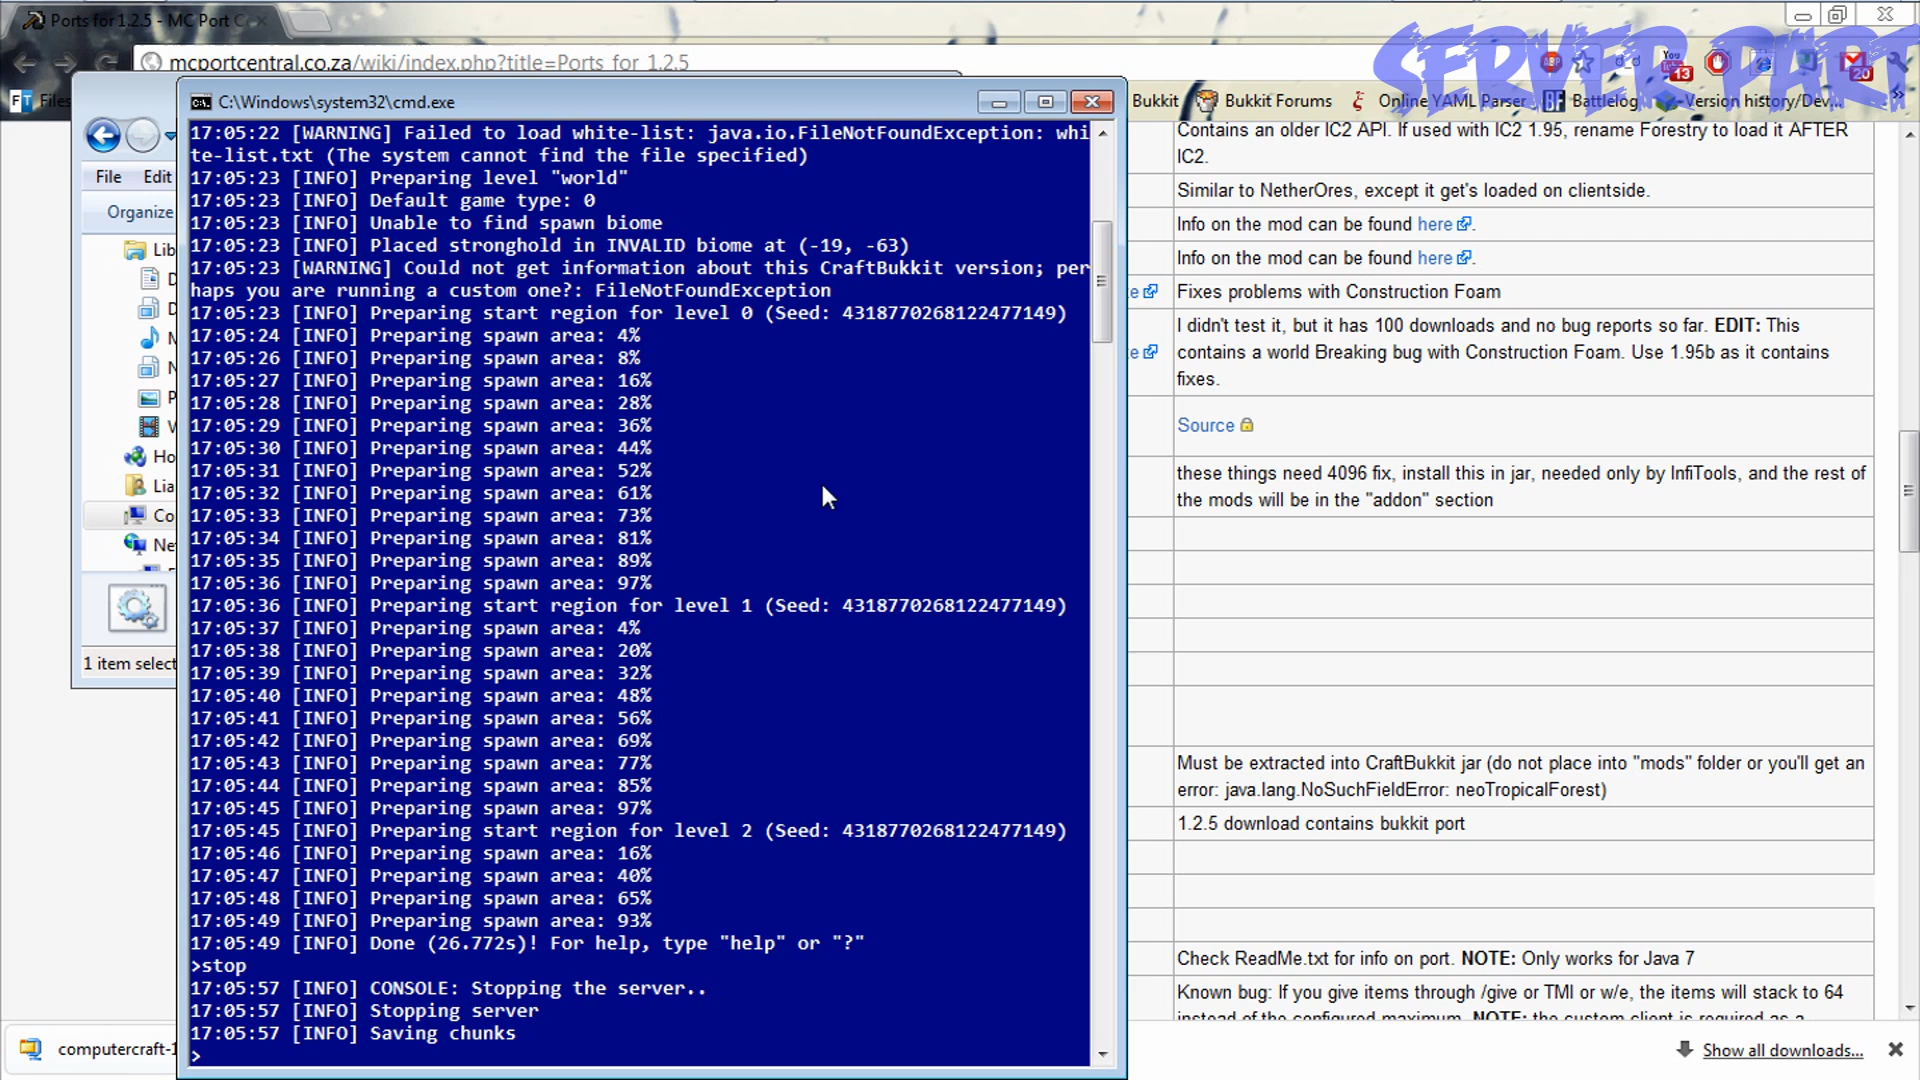 Ports for 1.2.5 - MC Port C
SERVER PART
mcportcentral.co.za/wiki/index.php?title=Ports_for_1.2.5
13
20
Files
Bukkit
Bukkit Forums
Online YAML Parser
Battlelog
Version history/Dev...
C:\Windows\system32\cmd.exe
File Edit
Organize
Lib
D
D
M
N
P
V
Ho
Lia
Co
Ne
1 item select
17:05:22 [WARNING] Failed to load white-list: java.io.FileNotFoundException: whi
te-list.txt (The system cannot find the file specified)
17:05:23 [INFO] Preparing level "world"
17:05:23 [INFO] Default game type: 0
17:05:23 [INFO] Unable to find spawn biome
17:05:23 [INFO] Placed stronghold in INVALID biome at (-19, -63)
17:05:23 [WARNING] Could not get information about this CraftBukkit version; per
haps you are running a custom one?: FileNotFoundException
17:05:23 [INFO] Preparing start region for level 0 (Seed: 4318770268122477149)
17:05:24 [INFO] Preparing spawn area: 4%
17:05:26 [INFO] Preparing spawn area: 8%
17:05:27 [INFO] Preparing spawn area: 16%
17:05:28 [INFO] Preparing spawn area: 28%
17:05:29 [INFO] Preparing spawn area: 36%
17:05:30 [INFO] Preparing spawn area: 44%
17:05:31 [INFO] Preparing spawn area: 52%
17:05:32 [INFO] Preparing spawn area: 61%
17:05:33 [INFO] Preparing spawn area: 73%
17:05:34 [INFO] Preparing spawn area: 81%
17:05:35 [INFO] Preparing spawn area: 89%
17:05:36 [INFO] Preparing spawn area: 97%
17:05:36 [INFO] Preparing start region for level 1 (Seed: 4318770268122477149)
17:05:37 [INFO] Preparing spawn area: 4%
17:05:38 [INFO] Preparing spawn area: 20%
17:05:39 [INFO] Preparing spawn area: 32%
17:05:40 [INFO] Preparing spawn area: 48%
17:05:41 [INFO] Preparing spawn area: 56%
17:05:42 [INFO] Preparing spawn area: 69%
17:05:43 [INFO] Preparing spawn area: 77%
17:05:44 [INFO] Preparing spawn area: 85%
17:05:45 [INFO] Preparing spawn area: 97%
17:05:45 [INFO] Preparing start region for level 2 (Seed: 4318770268122477149)
17:05:46 [INFO] Preparing spawn area: 16%
17:05:47 [INFO] Preparing spawn area: 40%
17:05:48 [INFO] Preparing spawn area: 65%
17:05:49 [INFO] Preparing spawn area: 93%
17:05:49 [INFO] Done (26.772s)! For help, type "help" or "?"
>stop
17:05:57 [INFO] CONSOLE: Stopping the server..
17:05:57 [INFO] Stopping server
17:05:57 [INFO] Saving chunks
>
Contains an older IC2 API. If used with IC2 1.95, rename Forestry to load it AFTER
IC2.
Similar to NetherOres, except it get's loaded on clientside.
Info on the mod can be found here.
Info on the mod can be found here.
e
Fixes problems with Construction Foam
I didn't test it, but it has 100 downloads and no bug reports so far. EDIT: This
e
contains a world Breaking bug with Construction Foam. Use 1.95b as it contains
fixes.
Source
these things need 4096 fix, install this in jar, needed only by InfiTools, and the rest of
the mods will be in the "addon" section
Must be extracted into CraftBukkit jar (do not place into "mods" folder or you'll get an
error: java.lang.NoSuchFieldError: neoTropicalForest)
1.2.5 download contains bukkit port
Check ReadMe.txt for info on port. NOTE: Only works for Java 7
Known bug: If you give items through /give or TMI or w/e, the items will stack to 64
instead of the configured maximum. NOTE: the custom client is required as a
computercraft-1
Show all downloads...